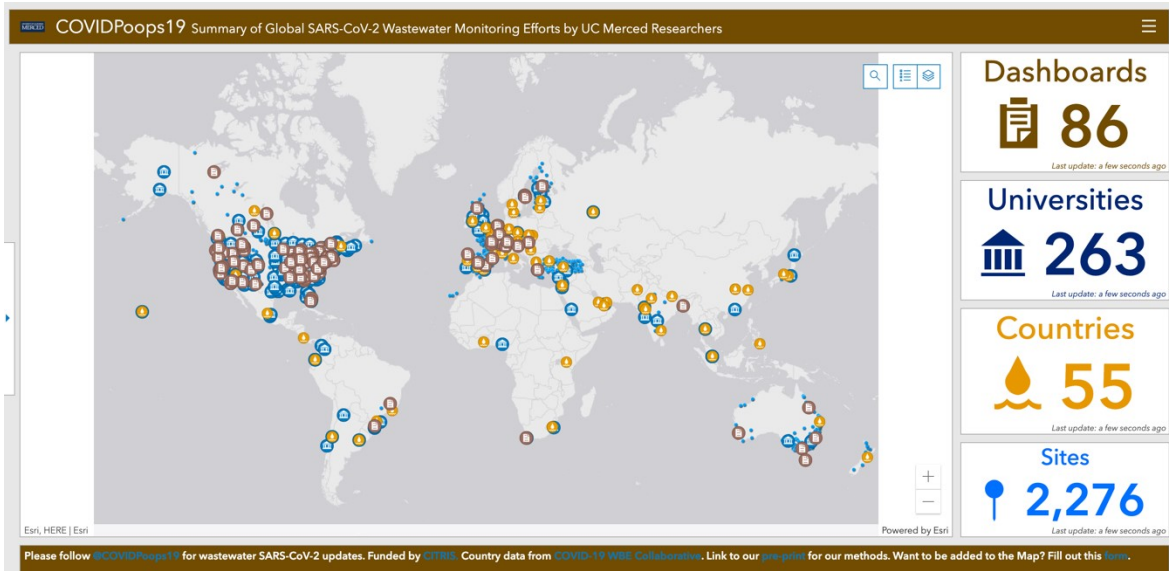 MERCED
COVIDPoops19 Summary of Global SARS-CoV-2 Wastewater Monitoring Efforts by UC Merced Researchers
Dashboards
86
Last update: a few seconds ago
Universities
263
Last update: a few seconds ago
Countries
55
Last update: a few seconds ago
Sites
2,276
Last update: a few seconds ago
Esri, HERE | Esri
Powered by Esri
Please follow @COVIDPoops19 for wastewater SARS-CoV-2 updates. Funded by CITRIS. Country data from COVID-19 WBE Collaborative. Link to our pre-print for our methods. Want to be added to the Map? Fill out this form.